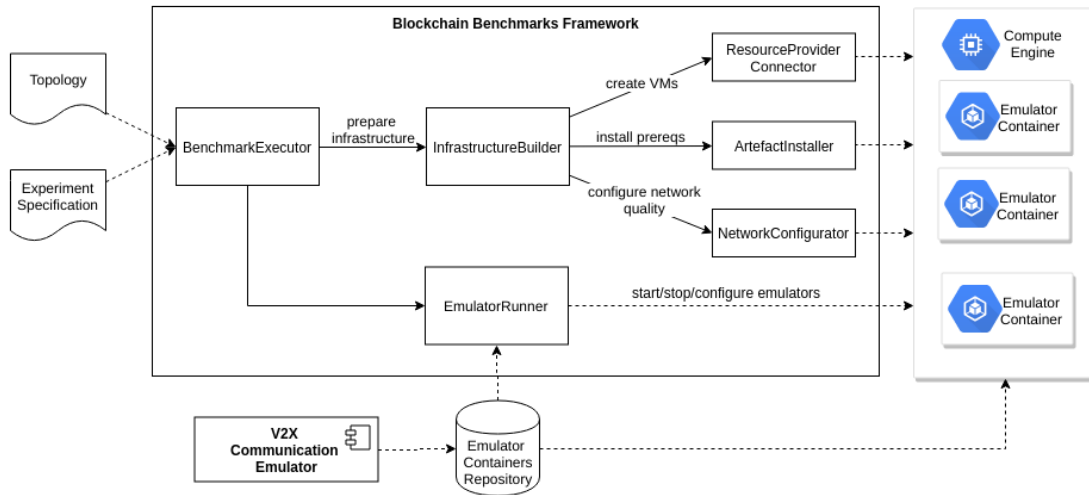 Blockchain Benchmarks Framework
Topology
Experiment
Specification
BenchmarkExecutor
prepare
infrastructure
InfrastructureBuilder
create VMs
install prereqs
configure network
quality
ResourceProvider
Connector
ArtefactInstaller
NetworkConfigurator
EmulatorRunner
start/stop/configure emulators
Compute
Engine
Emulator
Container
Emulator
Container
Emulator
Container
V2X
Communication
Emulator
Emulator
Containers
Repository